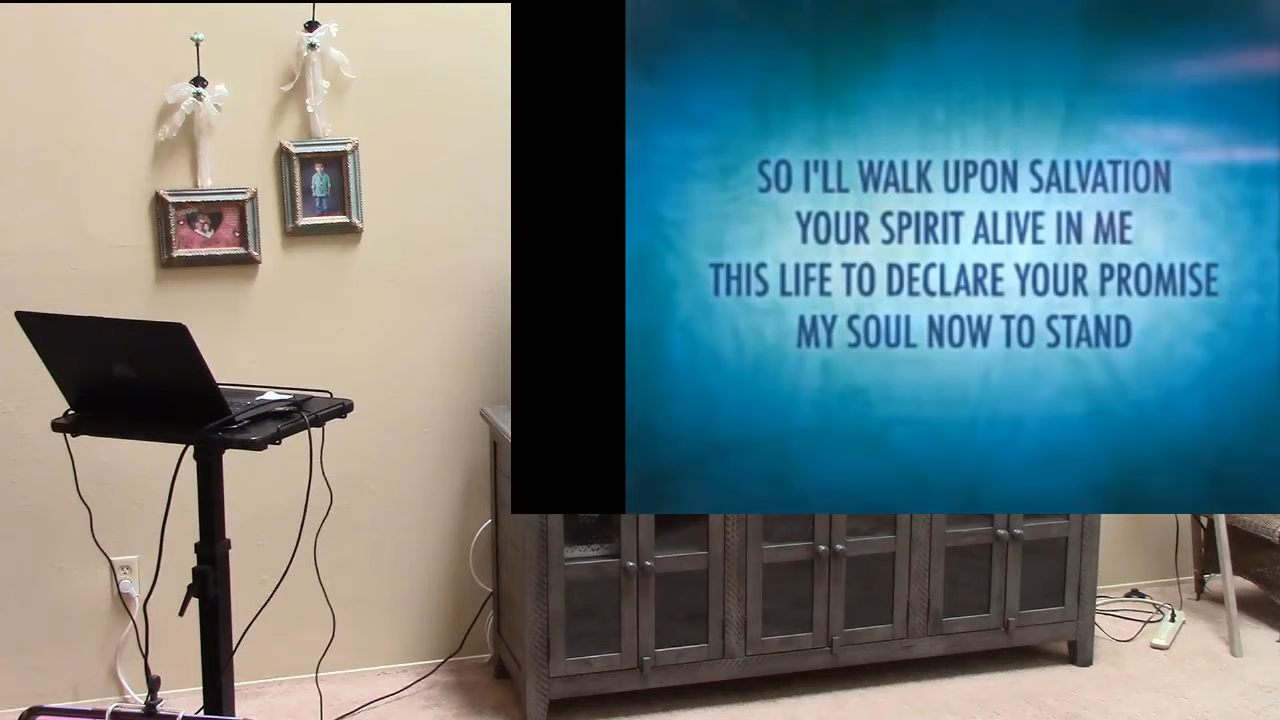 SO I'LL WALK UPON SALVATION
YOUR SPIRIT ALIVE IN ME
THIS LIFE TO DECLARE YOUR PROMISE
MY SOUL NOW TO STAND